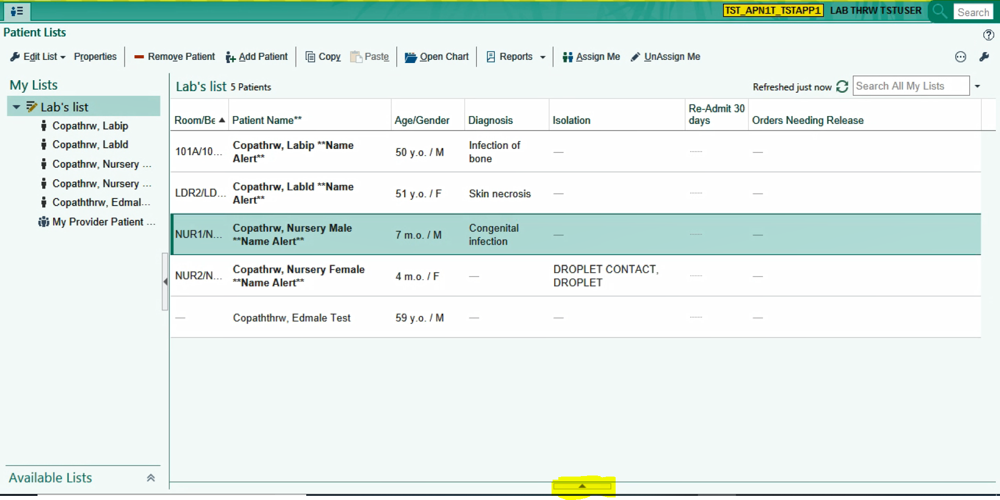 TST_APN1T_TSTAPP1 LAB THRW TSTUSER Search
Patient Lists
Edit List Properties Remove Patient Add Patient Copy Paste Open Chart Reports Assign Me UnAssign Me
My Lists
Lab's list
Copathrw, Labip
Copathrw, Labld
Copathrw, Nursery ...
Copathrw, Nursery ...
Copaththrw, Edmal...
My Provider Patient ...
Available Lists
Lab's list 5 Patients
Refreshed just now Search All My Lists
Room/Be Patient Name** Age/Gender Diagnosis Isolation Re-Admit 30
days Orders Needing Release
101A/10... Copathrw, Labip **Name
Alert** 50 y.o. / M Infection of
bone — —
LDR2/LD... Copathrw, Labld **Name
Alert** 51 y.o. / F Skin necrosis — —
NUR1/N... Copathrw, Nursery Male
**Name Alert** 7 m.o. / M Congenital
infection — —
NUR2/N... Copathrw, Nursery Female
**Name Alert** 4 m.o. / F — DROPLET CONTACT,
DROPLET —
— Copaththrw, Edmale Test 59 y.o. / M — — —